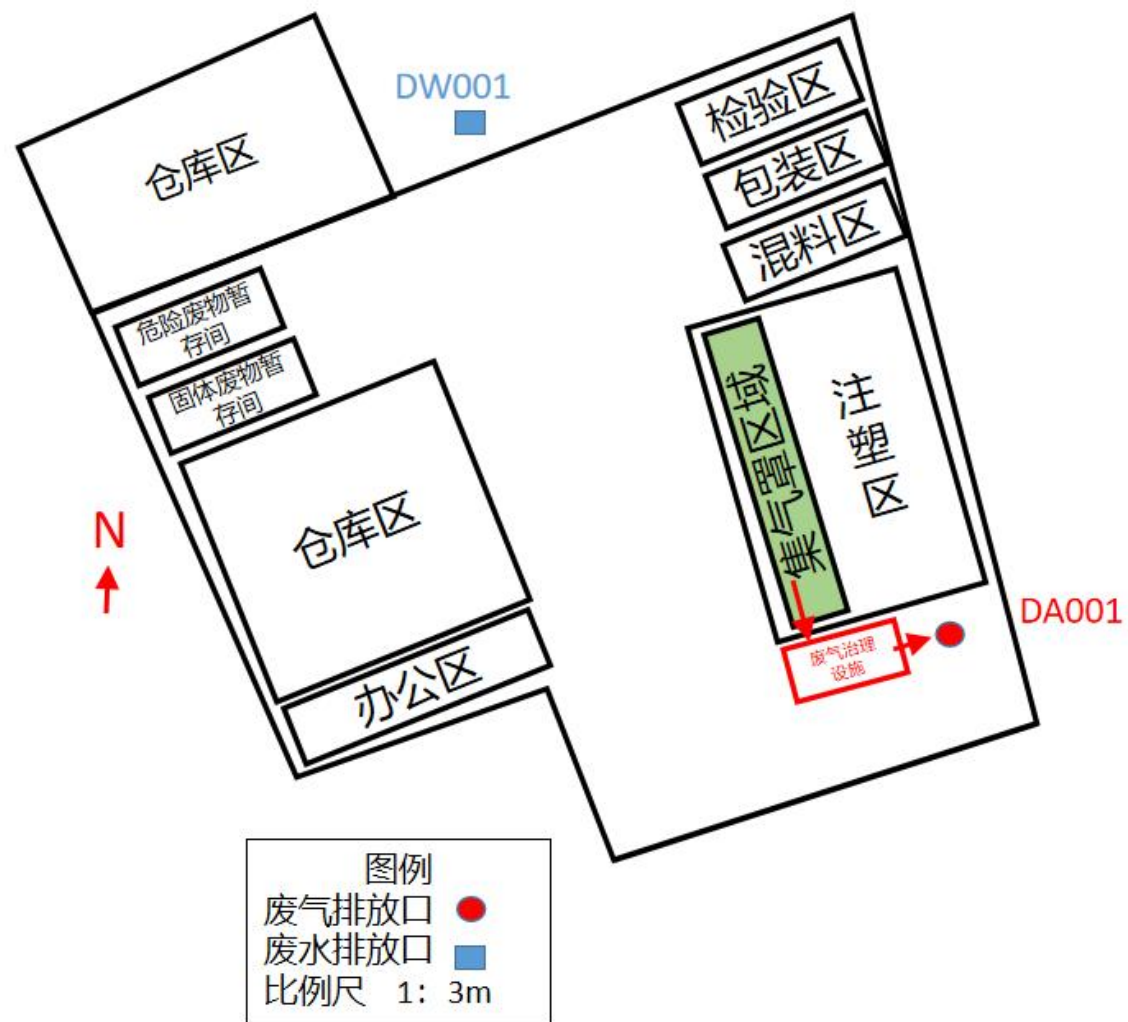 DW001
仓库区
检验区
包装区
混料区
危险废物暂
存间
固体废物暂
存间
集气罩区域
注塑区
仓库区
N
DA001
废气治理
设施
办公区
图例
废气排放口
废水排放口
比例尺 1: 3m